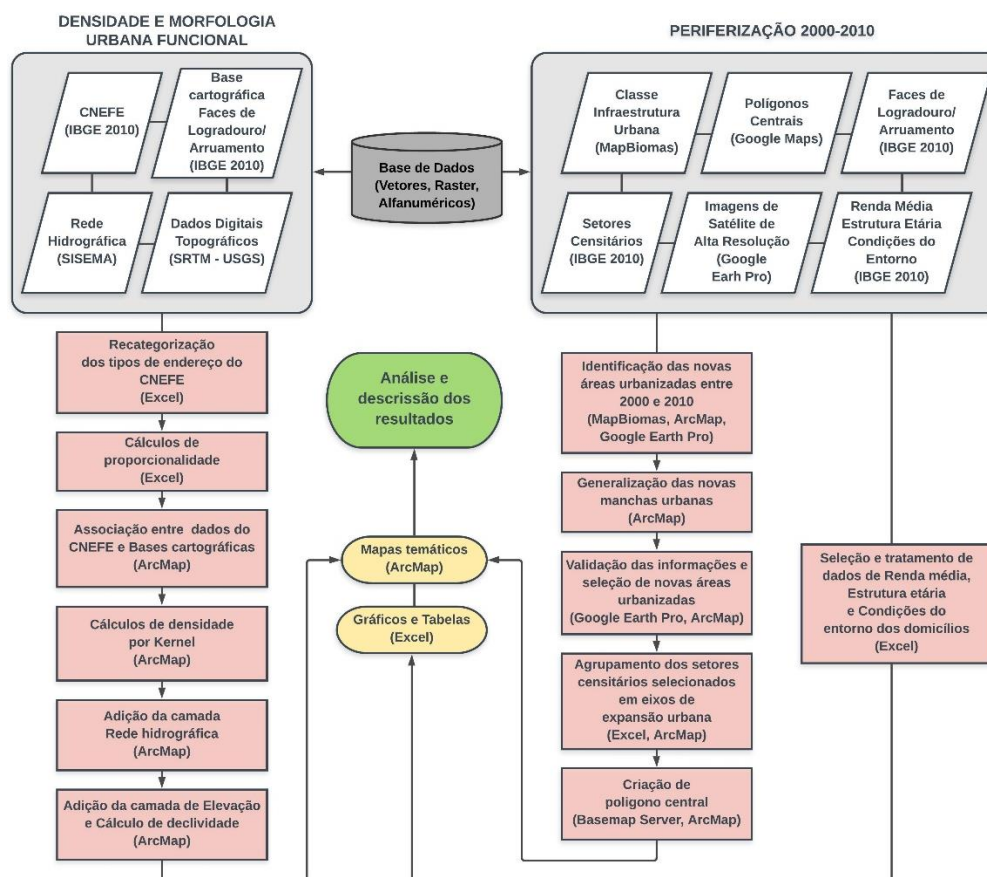 DENSIDADE E MORFOLOGIA
URBANA FUNCIONAL
CNEFE
(IBGE 2010)
Base
cartográfica
Faces de
Logradouro/
Arruamento
(IBGE 2010)
Rede
Hidrográfica
(SISEMA)
Dados Digitais
Topográficos
(SRTM - USGS)
Base de Dados
(Vetores, Raster,
Alfanuméricos)
PERIFERIZAÇÃO 2000-2010
Classe
Infraestrutura
Urbana
(MapBiomas)
Polígonos
Centrais
(Google Maps)
Faces de
Logradouro/
Arruamento
(IBGE 2010)
Setores
Censitários
(IBGE 2010)
Imagens de
Satélite de
Alta Resolução
(Google
Earh Pro)
Renda Média
Estrutura Etária
Condições do
Entorno
(IBGE 2010)
Recategorização
dos tipos de endereço do
CNEFE
(Excel)
Cálculos de
proporcionalidade
(Excel)
Associação entre dados do
CNEFE e Bases cartográficas
(ArcMap)
Cálculos de densidade
por Kernel
(ArcMap)
Adição da camada
Rede hidrográfica
(ArcMap)
Adição da camada de Elevação
e Cálculo de declividade
(ArcMap)
Análise e
descrissão dos
resultados
Mapas temáticos
(ArcMap)
Gráficos e Tabelas
(Excel)
Identificação das novas
áreas urbanizadas entre
2000 e 2010
(MapBiomas, ArcMap,
Google Earth Pro)
Generalização das novas
manchas urbanas
(ArcMap)
Validação das informações e
seleção de novas áreas
urbanizadas
(Google Earth Pro, ArcMap)
Agrupamento dos setores
censitários selecionados
em eixos de
expansão urbana
(Excel, ArcMap)
Criação de
poligono central
(Basemap Server, ArcMap)
Seleção e tratamento de
dados de Renda média,
Estrutura etária
e Condições do
entorno dos domicílios
(Excel)